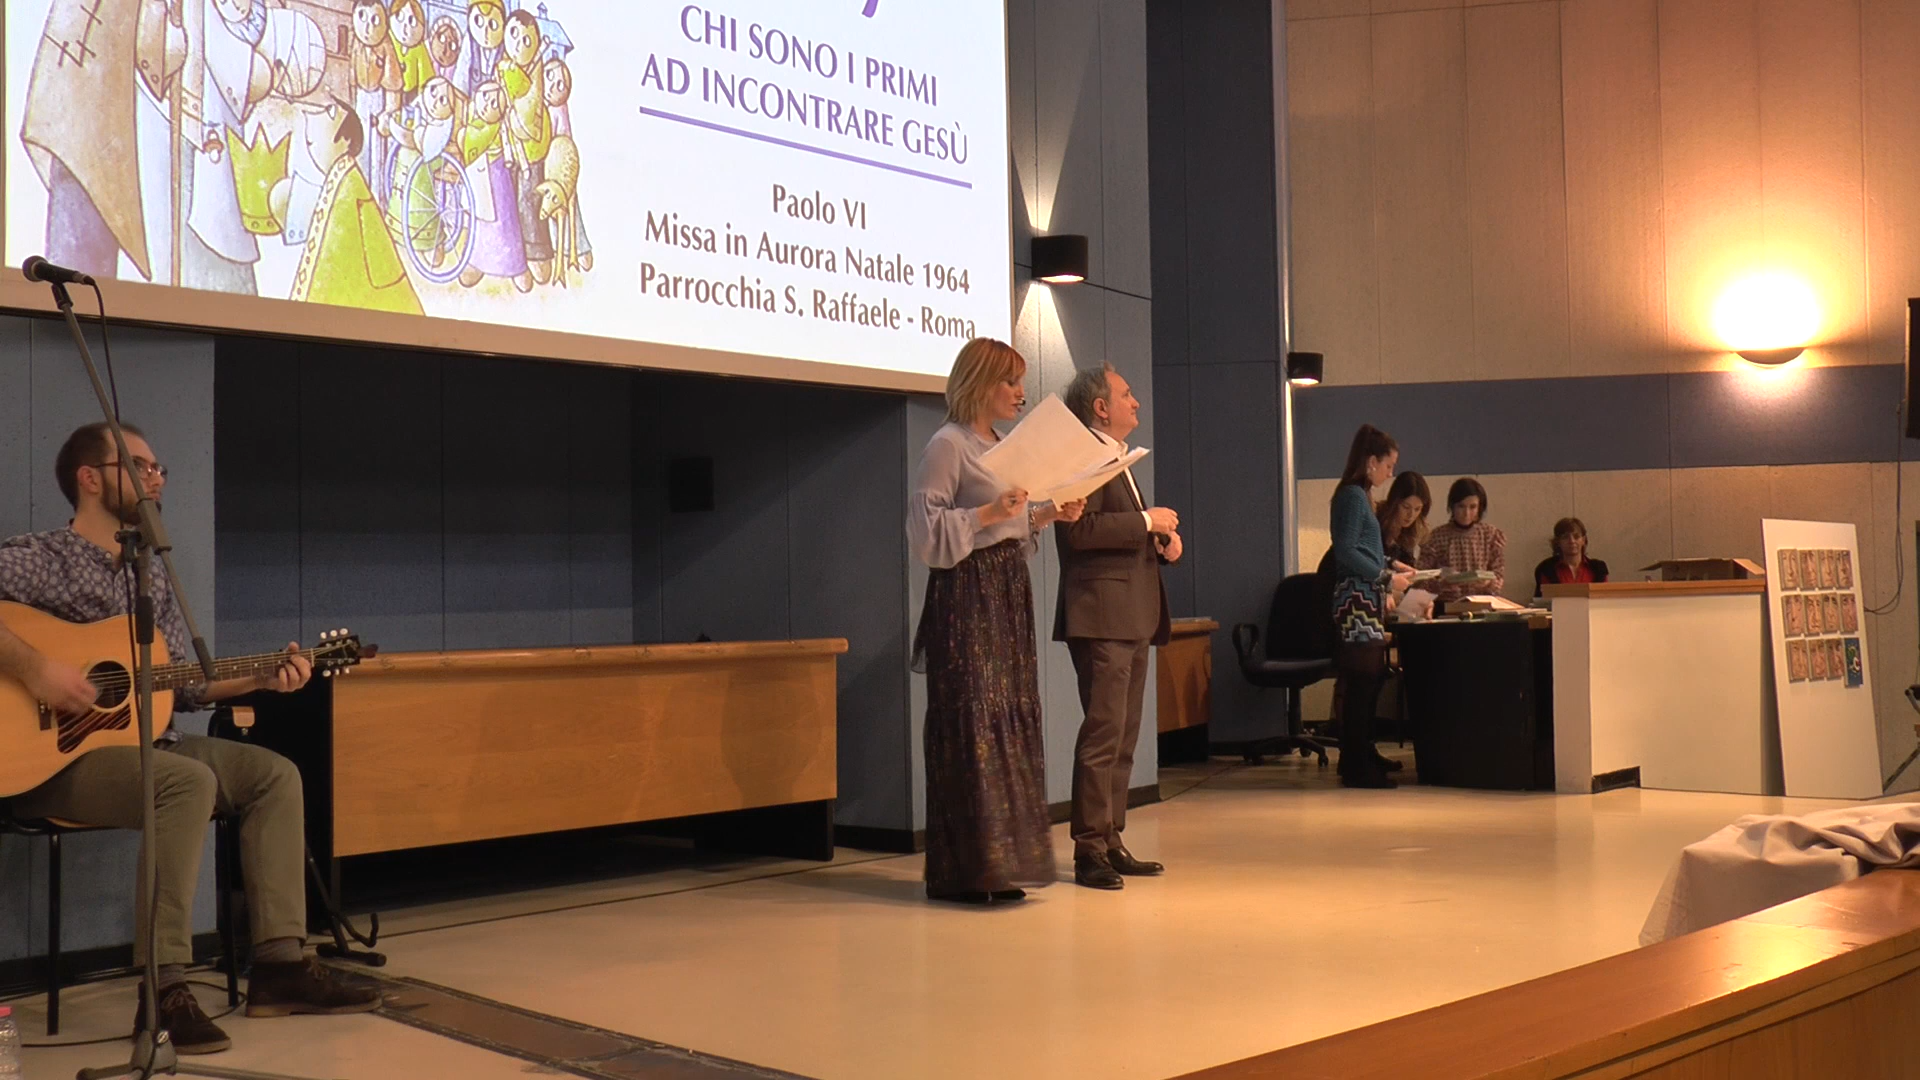 CHI SONO I PRIMI
AD INCONTRARE GESÙ
Paolo VI
Missa in Aurora Natale 1964
Parrocchia S. Raffaele - Roma